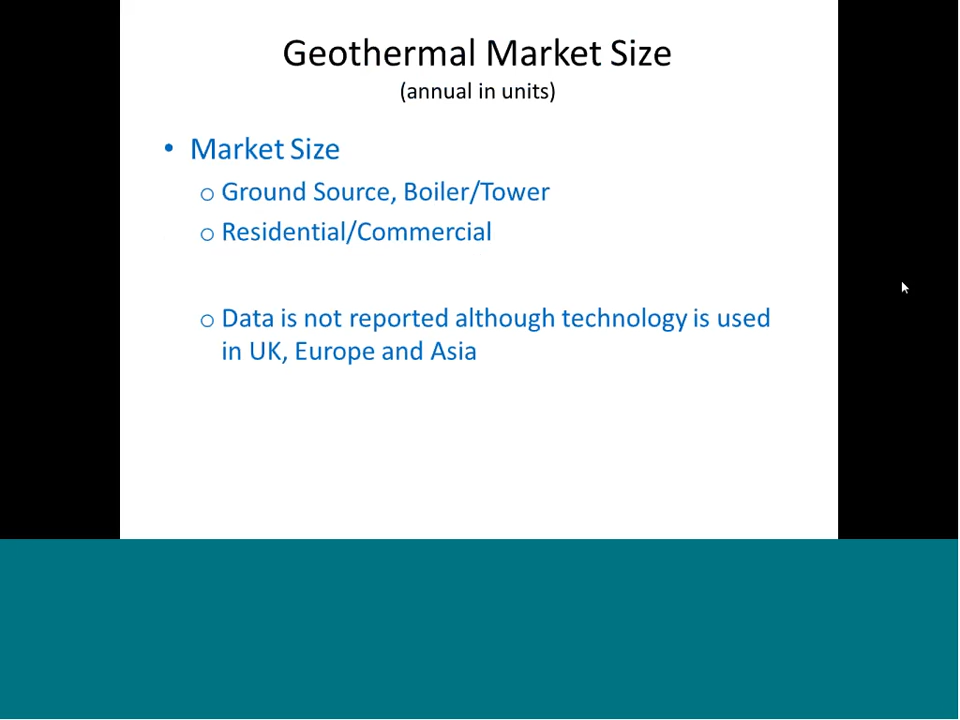 Geothermal Market Size
(annual in units)
• Market Size
o Ground Source, Boiler/Tower
o Residential/Commercial
o Data is not reported although technology is used
in UK, Europe and Asia